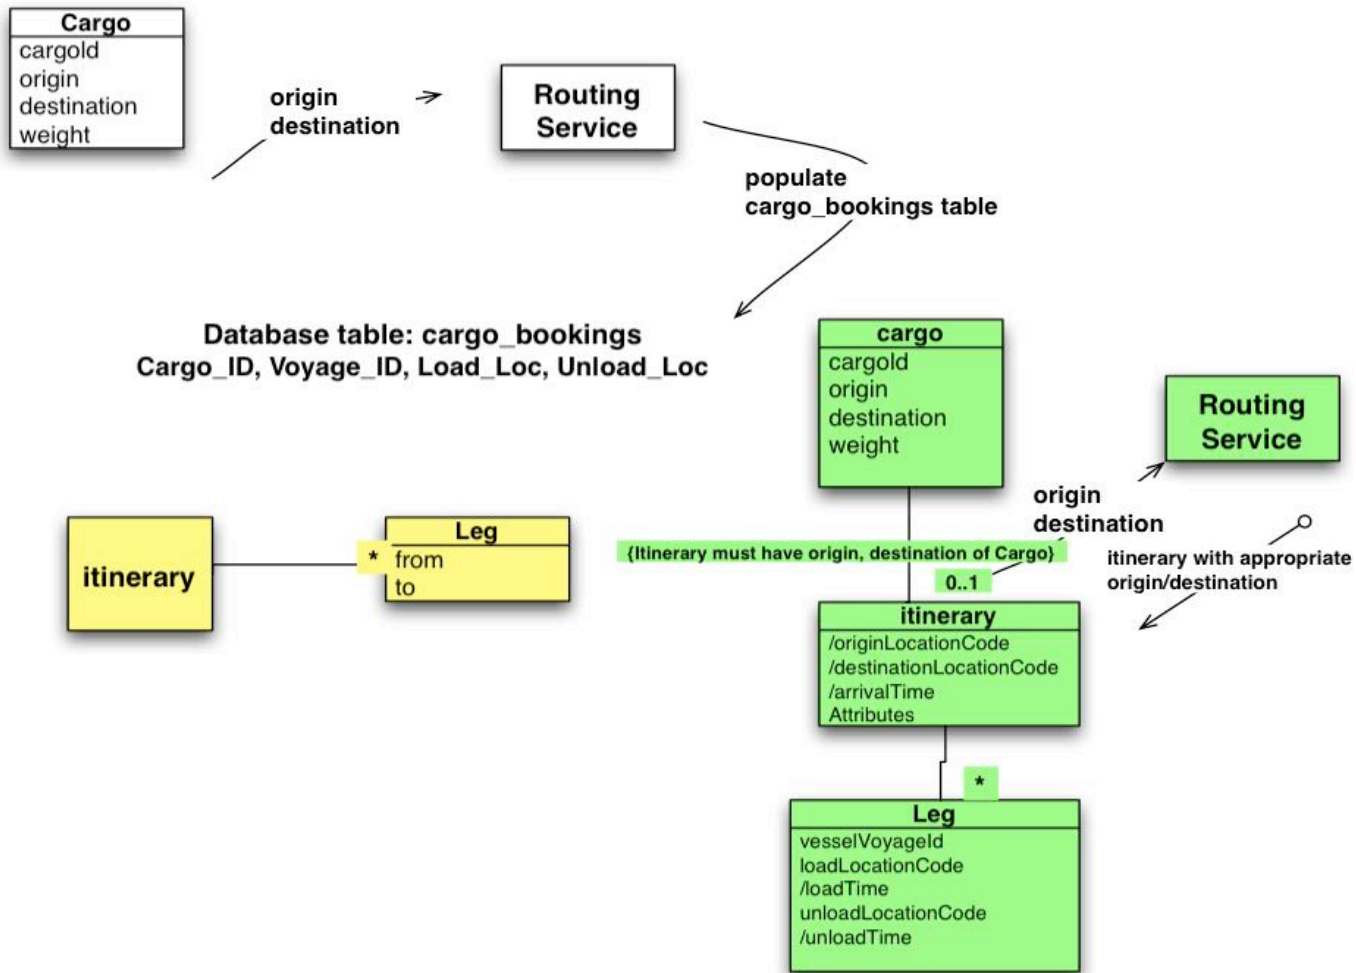 Cargo
cargoId
origin
destination
weight
origin
destination
Routing
Service
populate
cargo_bookings table
Database table: cargo_bookings
Cargo_ID, Voyage_ID, Load_Loc, Unload_Loc
cargo
cargoId
origin
destination
weight
Routing
Service
origin
destination
itinerary
Leg
*
from
to
{Itinerary must have origin, destination of Cargo}
0..1
itinerary with appropriate
origin/destination
itinerary
/originLocationCode
/destinationLocationCode
/arrivalTime
Attributes
*
Leg
vesselVoyageId
loadLocationCode
/loadTime
unloadLocationCode
/unloadTime